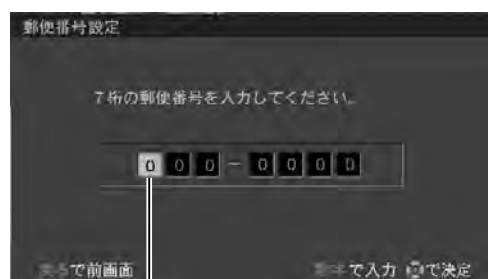 郵便番号設定
7桁の郵便番号を入力してください。
0 0 0 - 0 0 0 0
で前画面
で入力 で決定